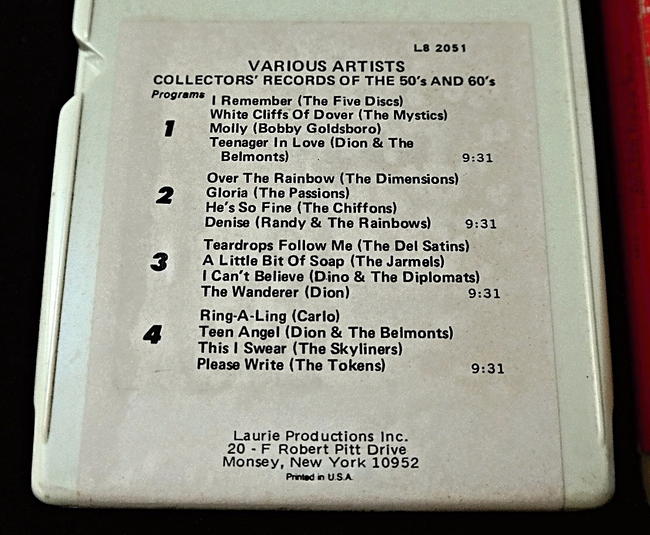 L8 2051
VARIOUS ARTISTS
COLLECTORS' RECORDS OF THE 50's AND 60's
Programs
1
I Remember (The Five Discs)
White Cliffs Of Dover (The Mystics)
Molly (Bobby Goldsboro)
Teenager In Love (Dion & The
Belmonts) 9:31
2
Over The Rainbow (The Dimensions)
Gloria (The Passions)
He's So Fine (The Chiffons)
Denise (Randy & The Rainbows) 9:31
3
Teardrops Follow Me (The Del Satins)
A Little Bit Of Soap (The Jarmels)
I Can't Believe (Dino & The Diplomats)
The Wanderer (Dion) 9:31
4
Ring-A-Ling (Carlo)
Teen Angel (Dion & The Belmonts)
This I Swear (The Skyliners)
Please Write (The Tokens) 9:31
Laurie Productions Inc.
20 - F Robert Pitt Drive
Monsey, New York 10952
Printed in U.S.A.